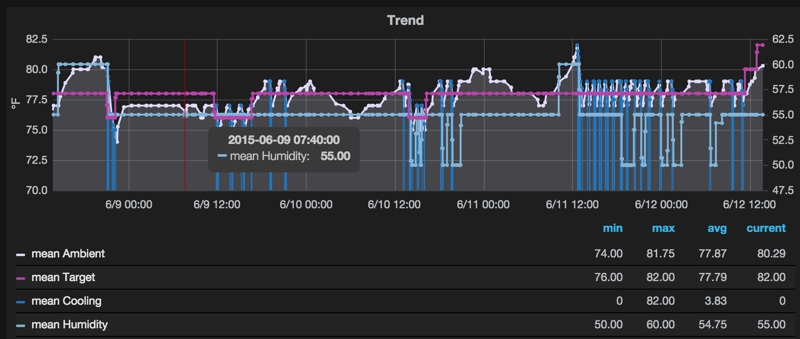 Trend
82.5 62.5
80.0 60.0
77.5 57.5
°F
75.0 55.0
72.5 52.5
70.0 50.0
47.5
2015-06-09 07:40:00
mean Humidity: 55.00
6/9 00:00 6/9 12:00 6/10 00:00 6/10 12:00 6/11 00:00 6/11 12:00 6/12 00:00 6/12 12:00
min max avg current
mean Ambient 74.00 81.75 77.87 80.29
mean Target 76.00 82.00 77.79 82.00
mean Cooling 0 82.00 3.83 0
mean Humidity 50.00 60.00 54.75 55.00